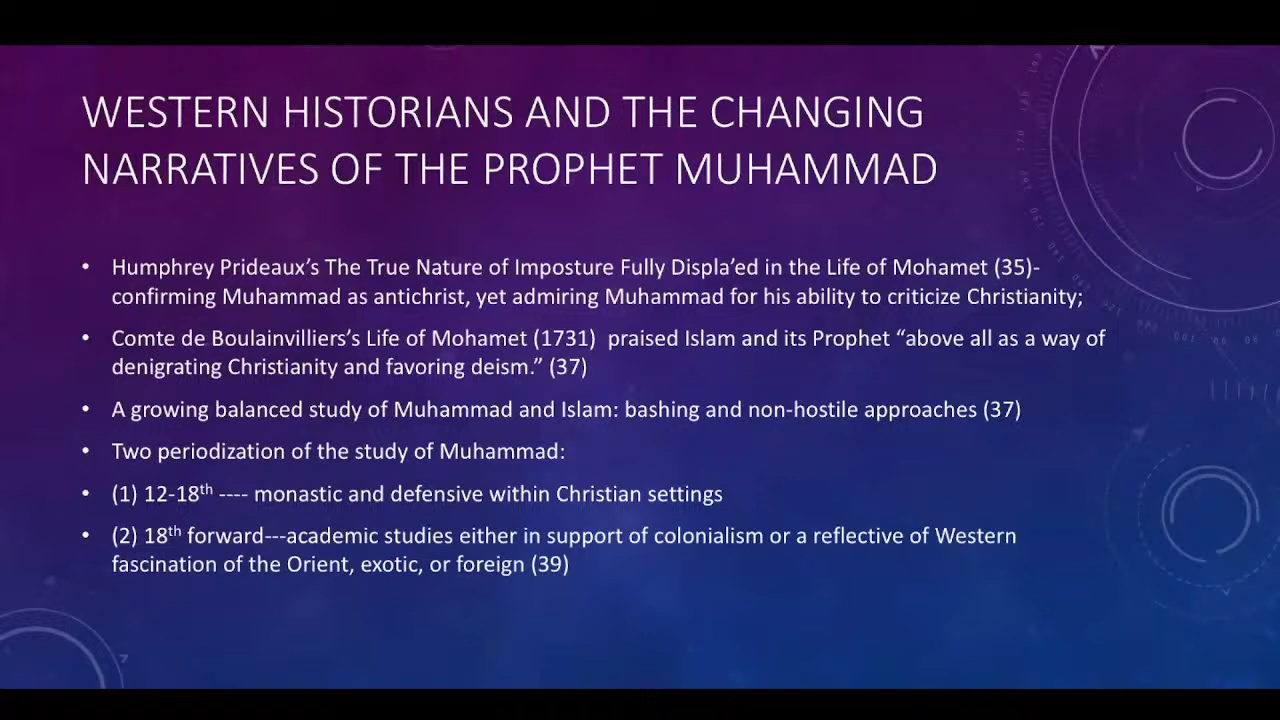 WESTERN HISTORIANS AND THE CHANGING
NARRATIVES OF THE PROPHET MUHAMMAD
• Humphrey Prideaux’s The True Nature of Imposture Fully Displa’ed in the Life of Mohamet (35)-
confirming Muhammad as antichrist, yet admiring Muhammad for his ability to criticize Christianity;
• Comte de Boulainvilliers’s Life of Mohamet (1731)  praised Islam and its Prophet “above all as a way of
denigrating Christianity and favoring deism.” (37)
• A growing balanced study of Muhammad and Islam: bashing and non-hostile approaches (37)
• Two periodization of the study of Muhammad:
• (1) 12-18th ---- monastic and defensive within Christian settings
• (2) 18th forward---academic studies either in support of colonialism or a reflective of Western
fascination of the Orient, exotic, or foreign (39)